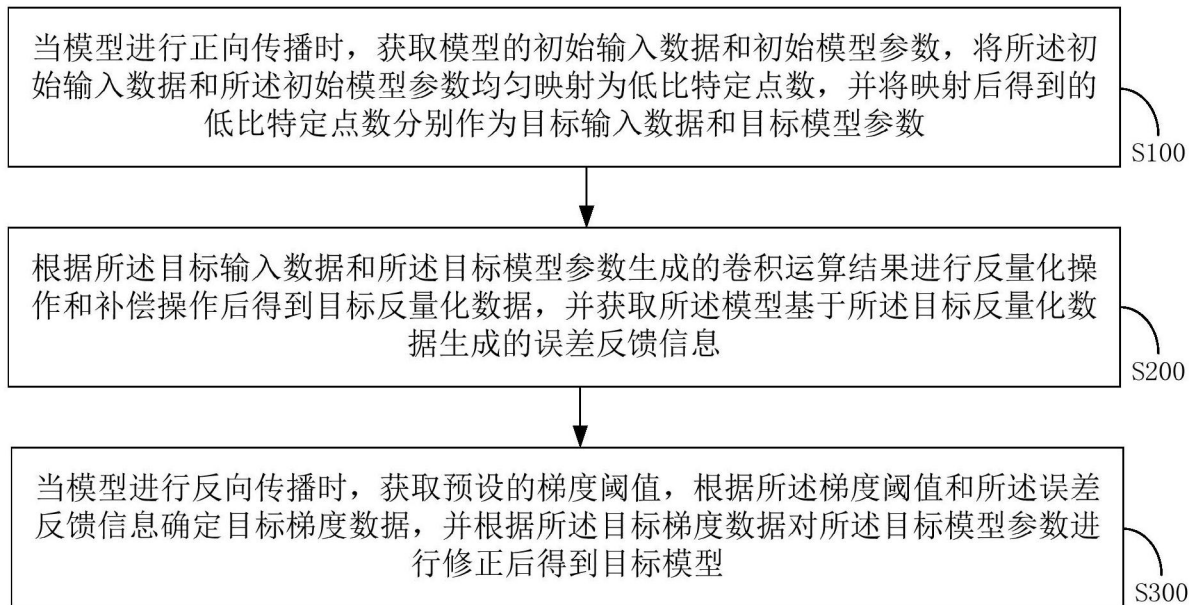 当模型进行正向传播时，获取模型的初始输入数据和初始模型参数，将所述初
始输入数据和所述初始模型参数均匀映射为低比特定点数，并将映射后得到的
低比特定点数分别作为目标输入数据和目标模型参数
S100
根据所述目标输入数据和所述目标模型参数生成的卷积运算结果进行反量化操
作和补偿操作后得到目标反量化数据，并获取所述模型基于所述目标反量化数
据生成的误差反馈信息
S200
当模型进行反向传播时，获取预设的梯度阈值，根据所述梯度阈值和所述误差
反馈信息确定目标梯度数据，并根据所述目标梯度数据对所述目标模型参数进
行修正后得到目标模型
S300